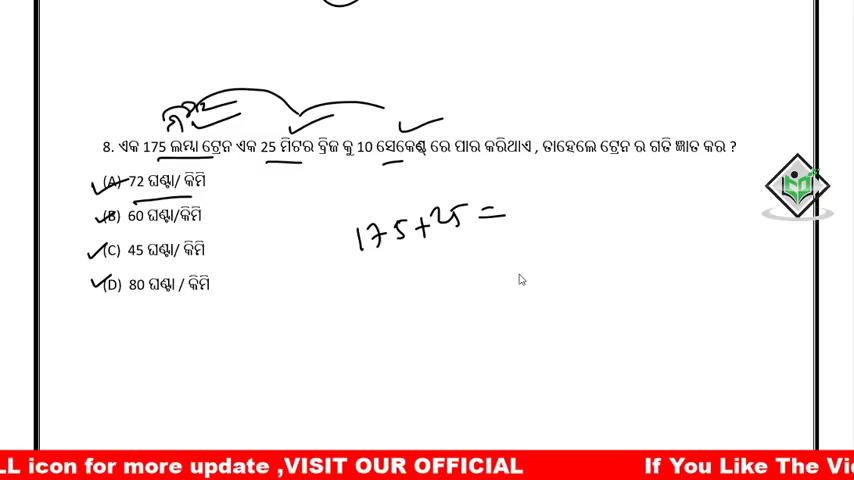 8. ଏକ 175 ଲମ୍ବା ଟ୍ରେନ ଏକ 25 ମିଟର ବ୍ରିଜ କୁ 10 ସେକେଣ୍ଡ୍ ରେ ପାର କରିଥାଏ , ତାହେଲେ ଟ୍ରେନ ର ଗତି ଜ୍ଞାତ କର ?
(A) 72 ଘଣ୍ଟା/ କିମି
(B) 60 ଘଣ୍ଟା/କିମି
(C) 45 ଘଣ୍ଟା/ କିମି
(D) 80 ଘଣ୍ଟା / କିମି
175+25=
LL icon for more update ,VISIT OUR OFFICIAL If You Like The Vi